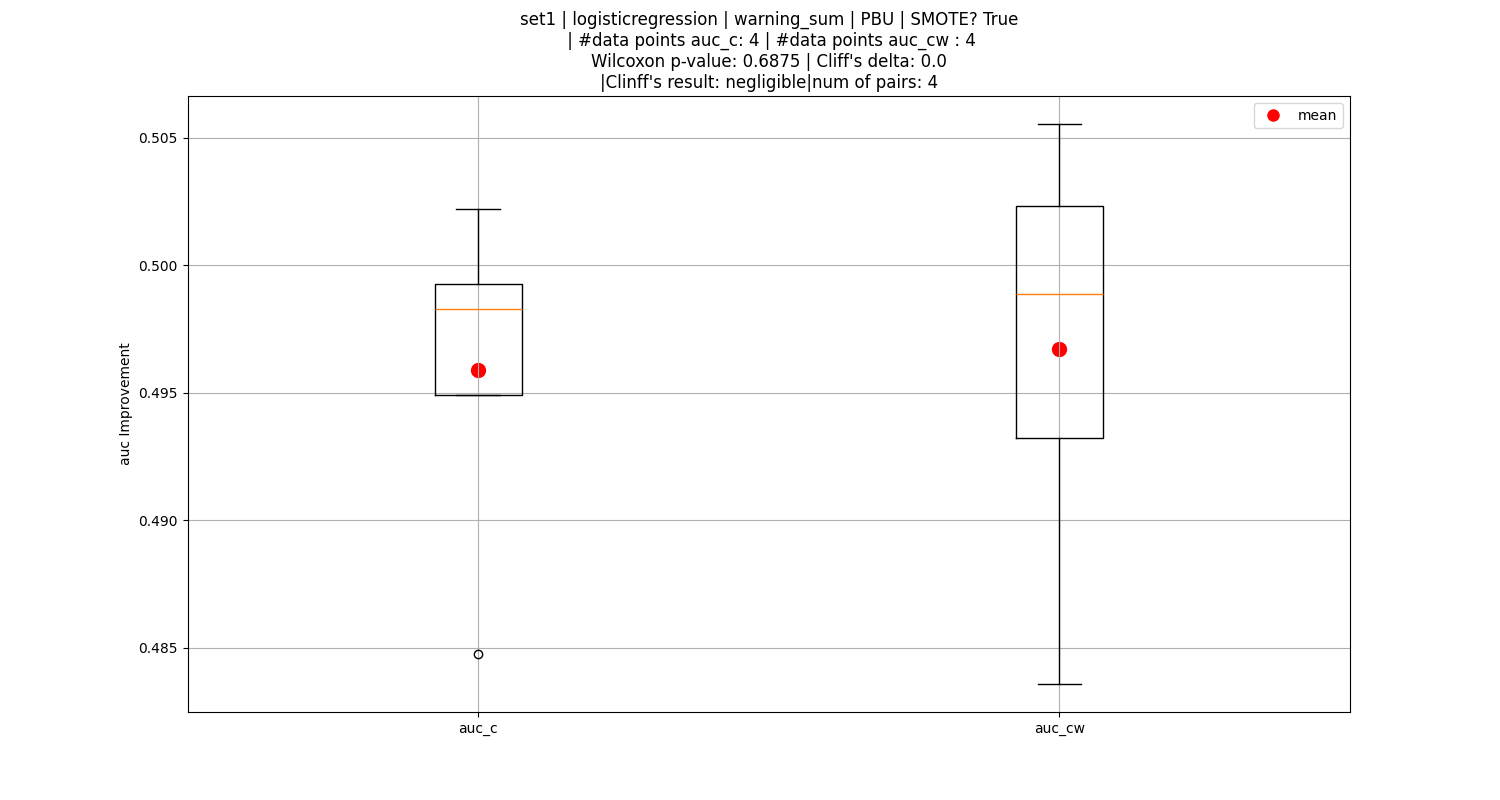 set1 | logisticregression | warning_sum | PBU | SMOTE? True
| #data points auc_c: 4 | #data points auc_cw : 4
Wilcoxon p-value: 0.6875 | Cliff's delta: 0.0
|Clinff's result: negligible|num of pairs: 4
mean
0.505
0.500
0.495
0.490
0.485
auc Improvement
auc_c
auc_cw